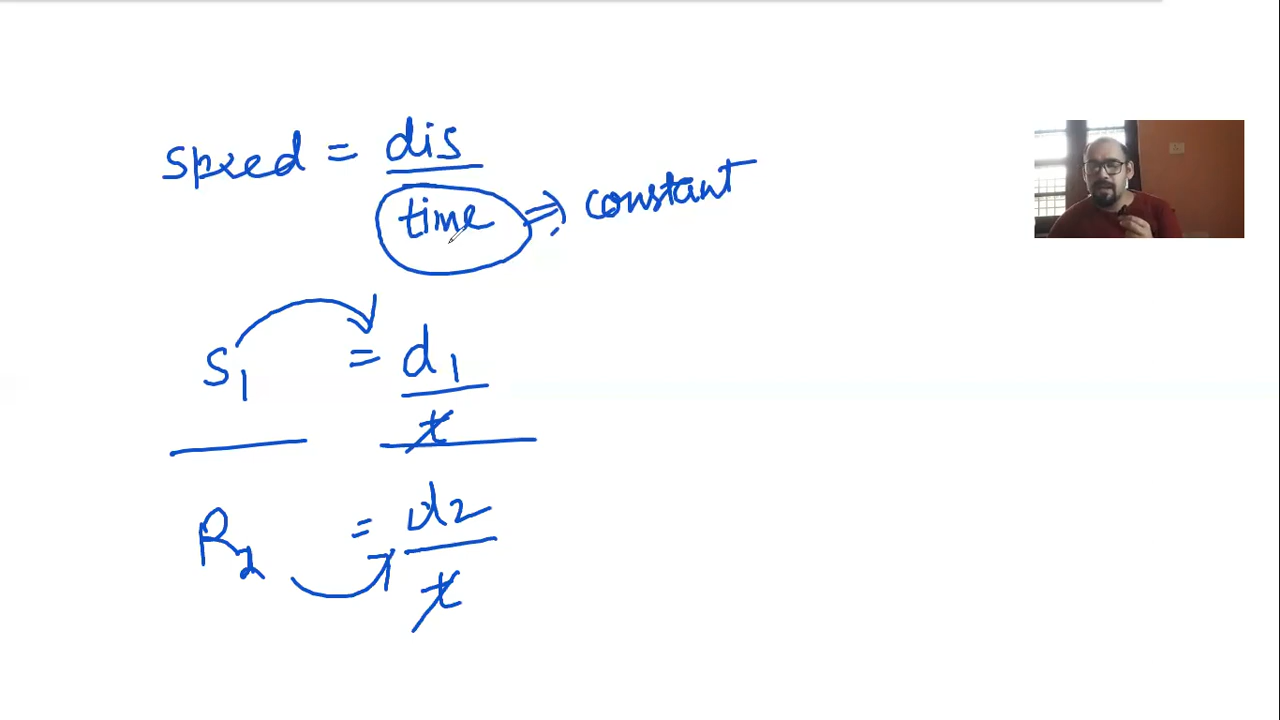 speed = dis
time ⇒ constant
S1 = d1
t
R2 = d2
t